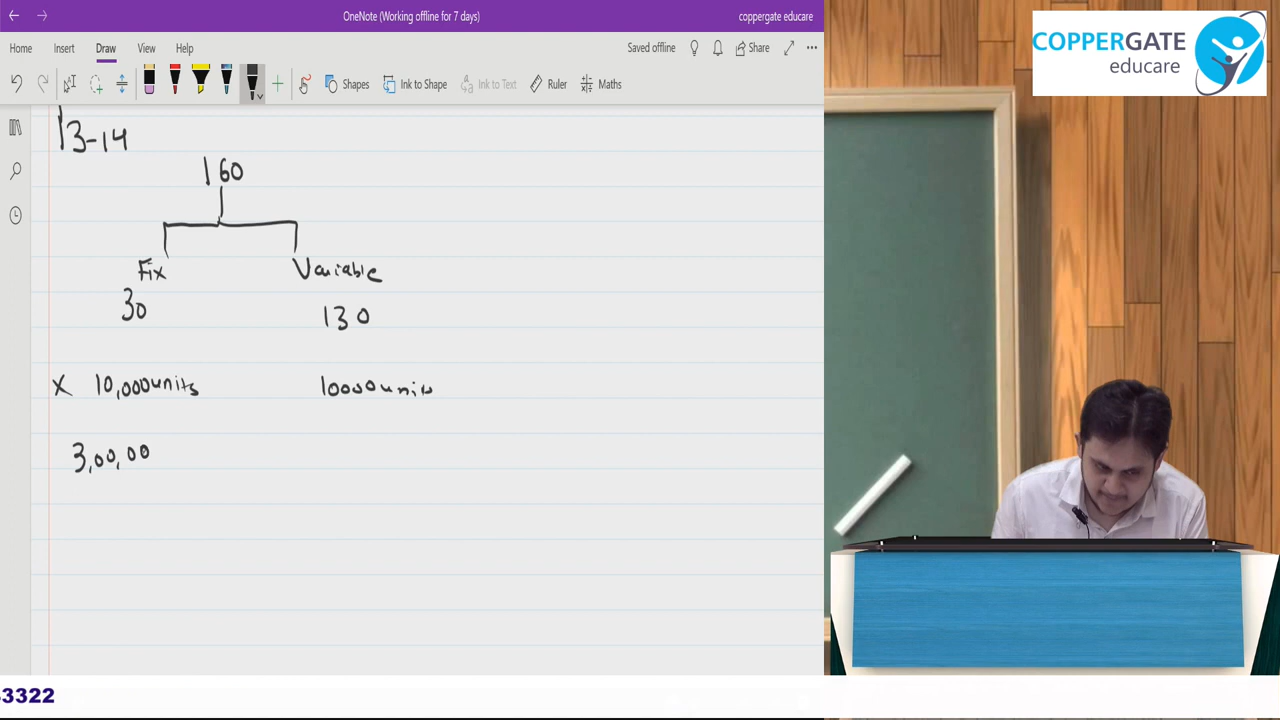 OneNote (Working offline for 7 days)
coppergate educare
Home Insert Draw View Help
Saved offline Share
Shapes Ink to Shape Ink to Text Ruler Maths
COPPERGATE
educare
13-14
160
Fix Variable
30 130
X 10,000units 10000units
3,00,00
3322